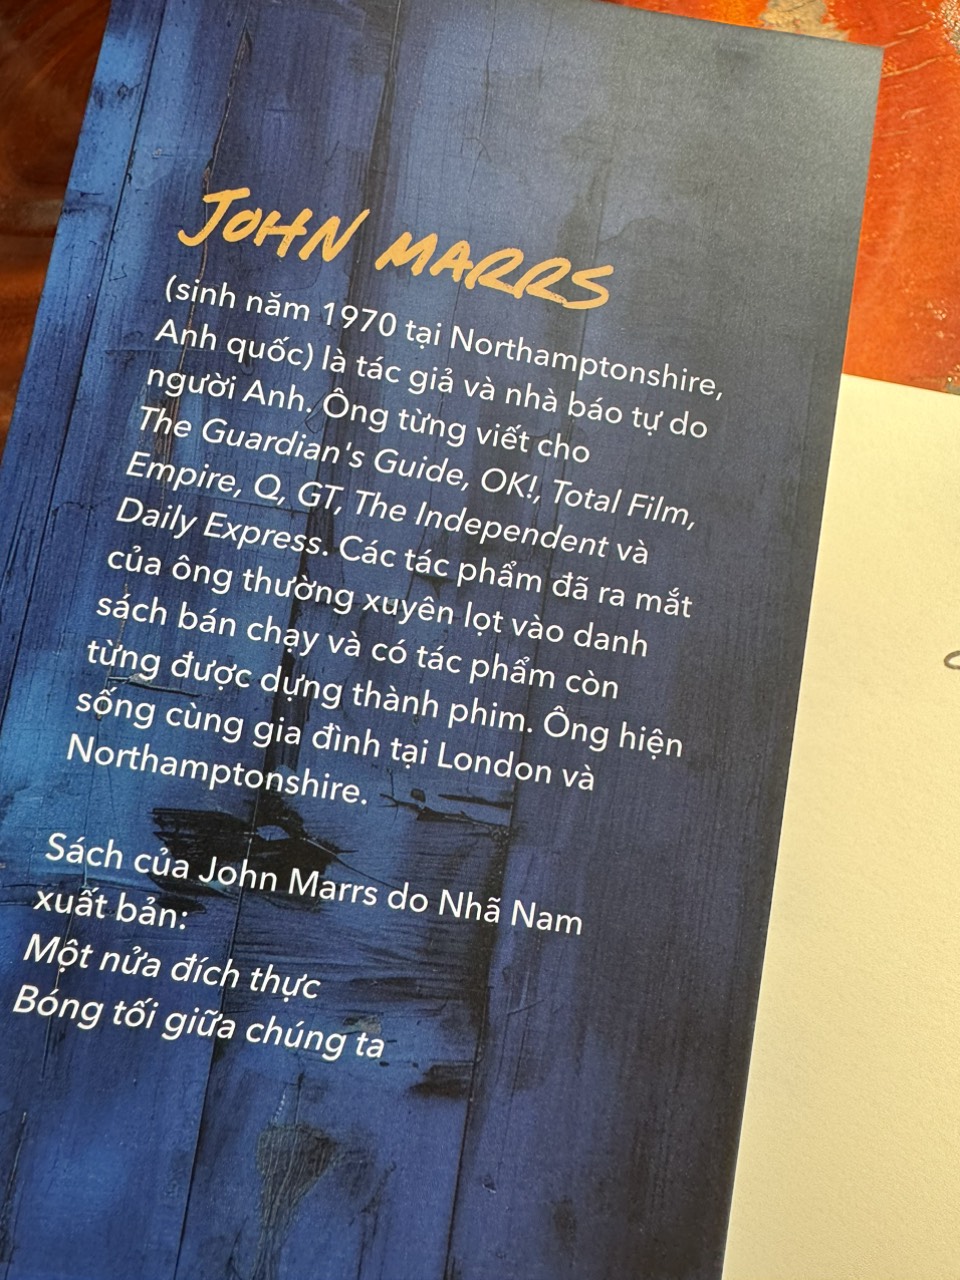 JOHN MARRS
(sinh năm 1970 tại Northamptonshire,
Anh quốc) là tác giả và nhà báo tự do
người Anh. Ông từng viết cho
The Guardian's Guide, OK!, Total Film,
Empire, Q, GT, The Independent và
Daily Express. Các tác phẩm đã ra mắt
của ông thường xuyên lọt vào danh
sách bán chạy và có tác phẩm còn
từng được dựng thành phim. Ông hiện
sống cùng gia đình tại London và
Northamptonshire.
Sách của John Marrs do Nhã Nam
xuất bản:
Một nửa đích thực
Bóng tối giữa chúng ta